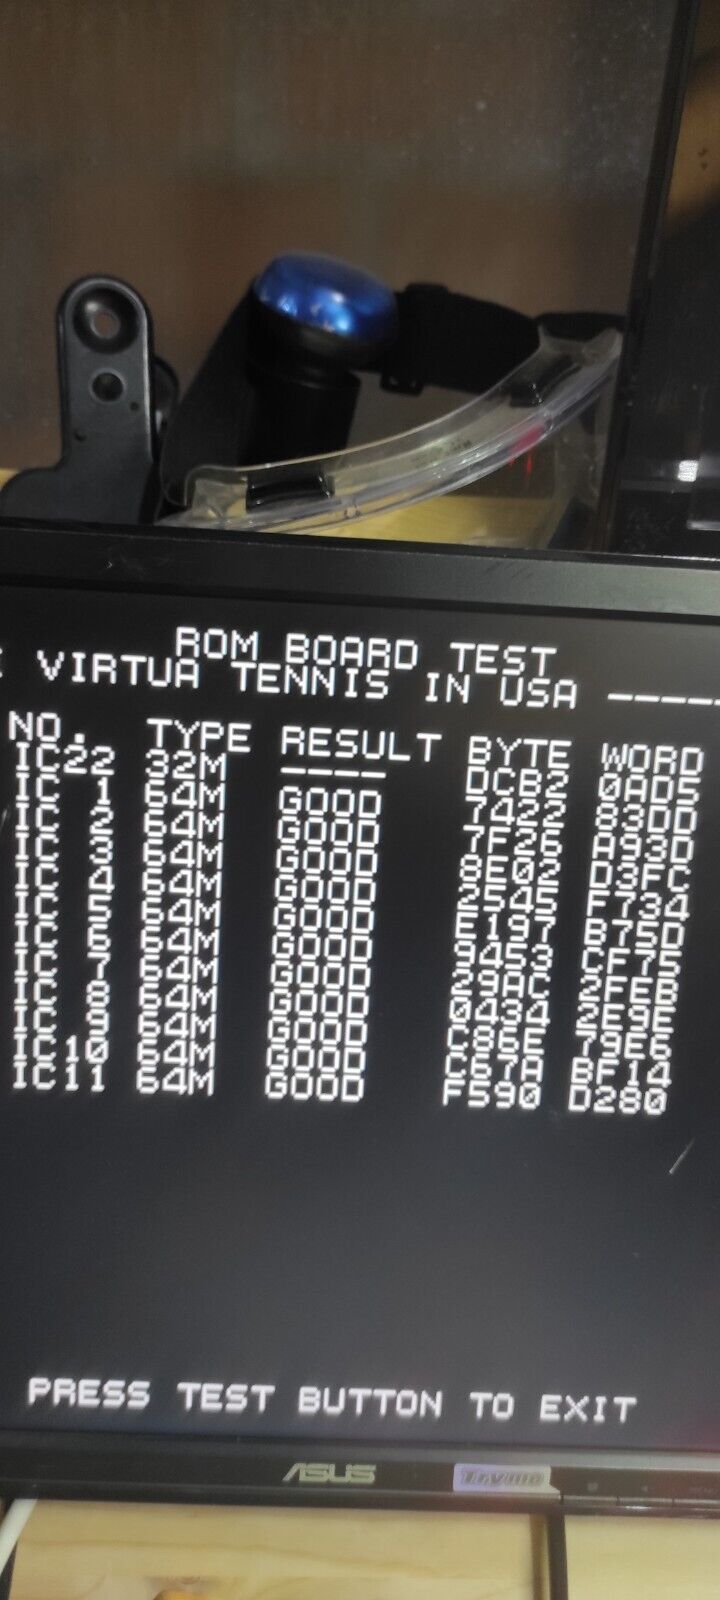 ROM BOARD TEST
VIRTUA TENNIS IN USA -----
NO. TYPE RESULT BYTE WORD
IC22 32M ---- DCB2 0AD5
IC 1 64M GOOD 7422 83DD
IC 2 64M GOOD 7F26 A93D
IC 3 64M GOOD 8E02 D3FC
IC 4 64M GOOD 2545 F734
IC 5 64M GOOD E197 B75D
IC 6 64M GOOD 9453 CF75
IC 7 64M GOOD 29AC 2FEB
IC 8 64M GOOD 0434 2E9E
IC 9 64M GOOD C86E 79E6
IC10 64M GOOD C67A BF14
IC11 64M GOOD F590 D280
PRESS TEST BUTTON TO EXIT
ASUS